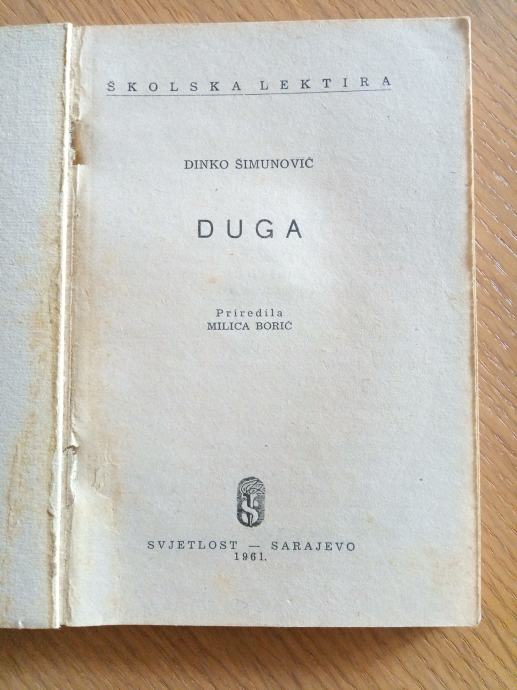 ŠKOLSKA LEKTIRA
DINKO ŠIMUNOVIĆ
DUGA
Priredila
MILICA BORIĆ
SVJETLOST — SARAJEVO
1961.